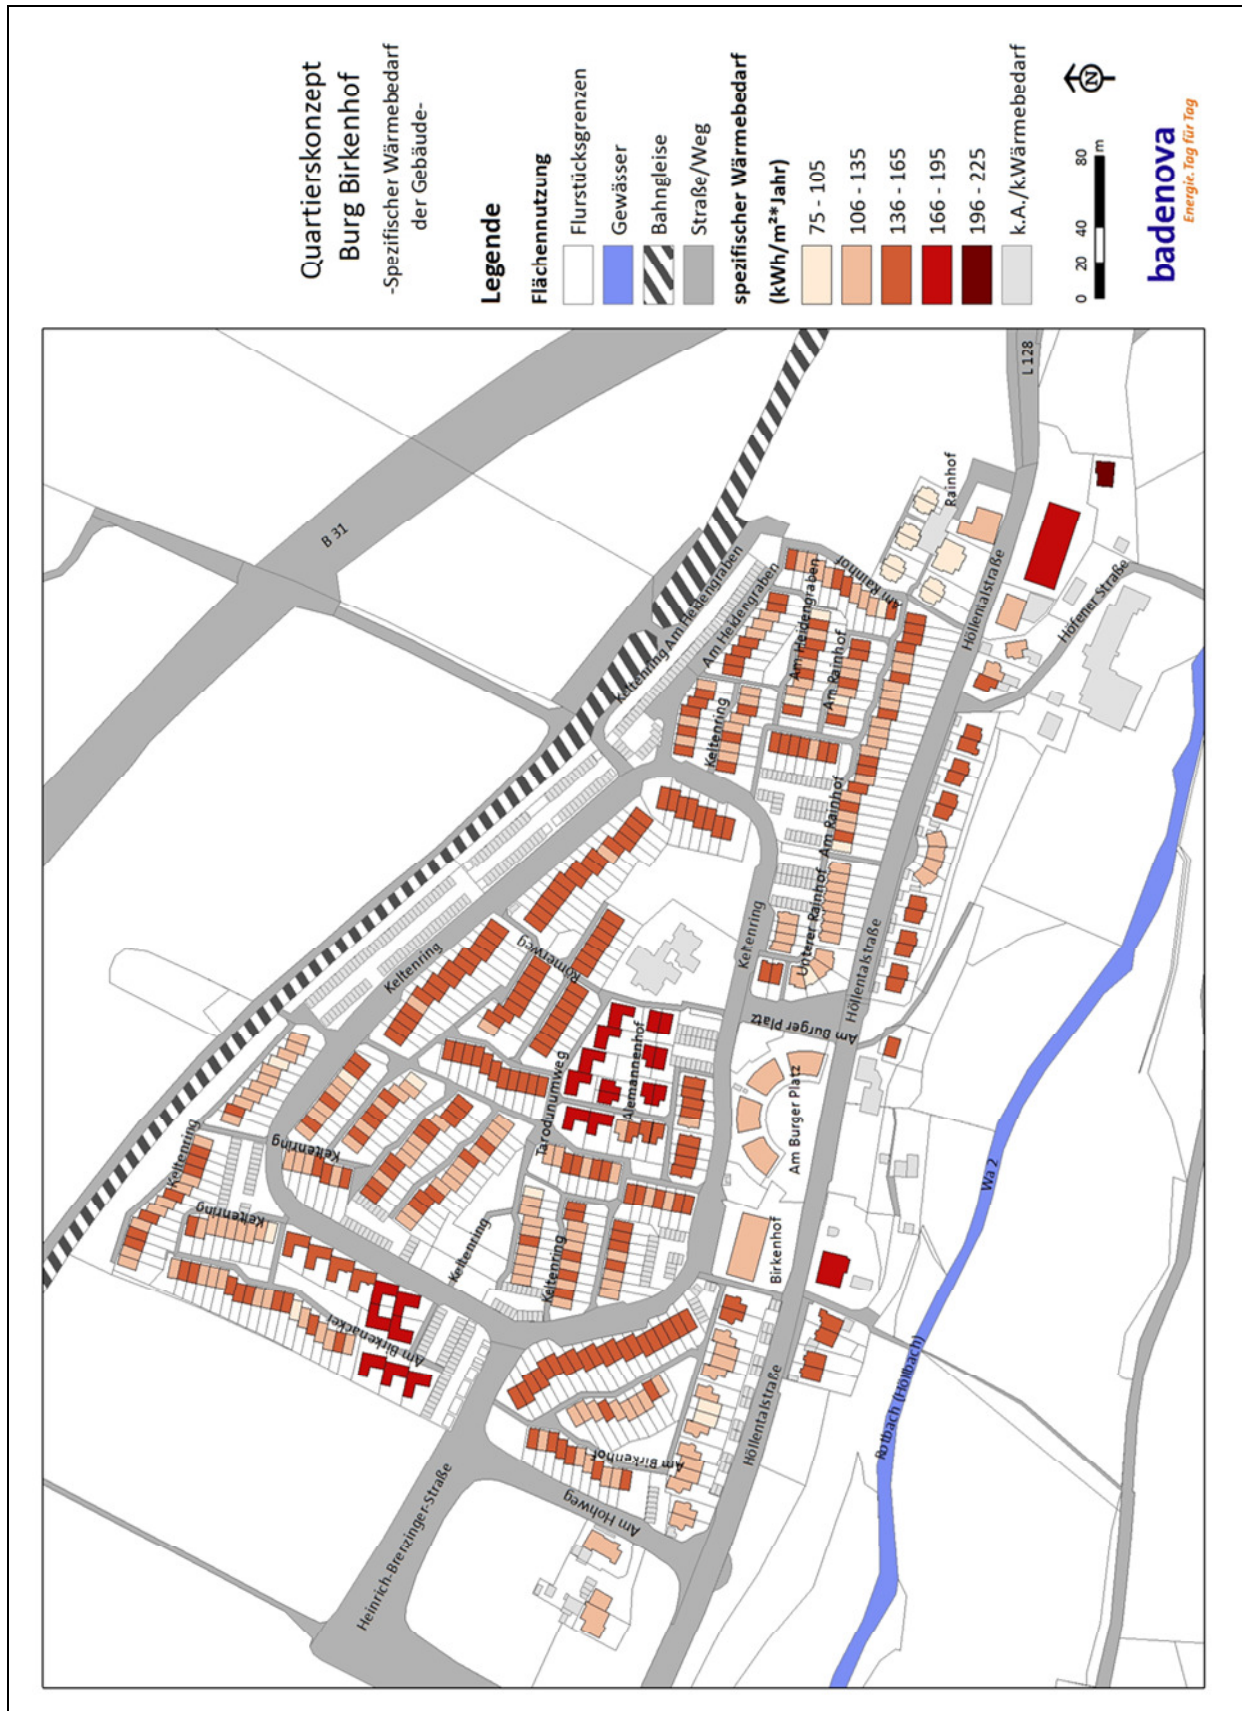 Quartierskonzept
Burg Birkenhof
-Spezifischer Wärmebedarf
der Gebäude-
Legende
Flächennutzung
Flurstücksgrenzen
Gewässer
Bahngleise
Straße/Weg
spezifischer Wärmebedarf
(kWh/m²*Jahr)
75 - 105
106 - 135
136 - 165
166 - 195
196 - 225
k.A./k.Wärmebedarf
N
0 20 40 80
m
badenova
Energie. Tag für Tag
B 31
L 128
Keltenring Am Heidengraben
Am Heidengraben
Am Heidengraben
Am Rainhof
Rainhof
Am Rainhof
Keltenring
Höllentalstraße
Höfener Straße
Am Rainhof
Unterer Rainhof
Keltenring
Höllentalstraße
Keltenring
Römerweg
Am Burger Platz
Am Burger Platz
Alemannenhof
Tarodunumweg
Keltenring
Keltenring
Keltenring
Keltenring
Keltenring
Birkenhof
Am Birkenacker
Am Birkenhof
Am Hohweg
Höllentalstraße
Heinrich-Brenzinger-Straße
Wa 2
Rotbach (Höllbach)